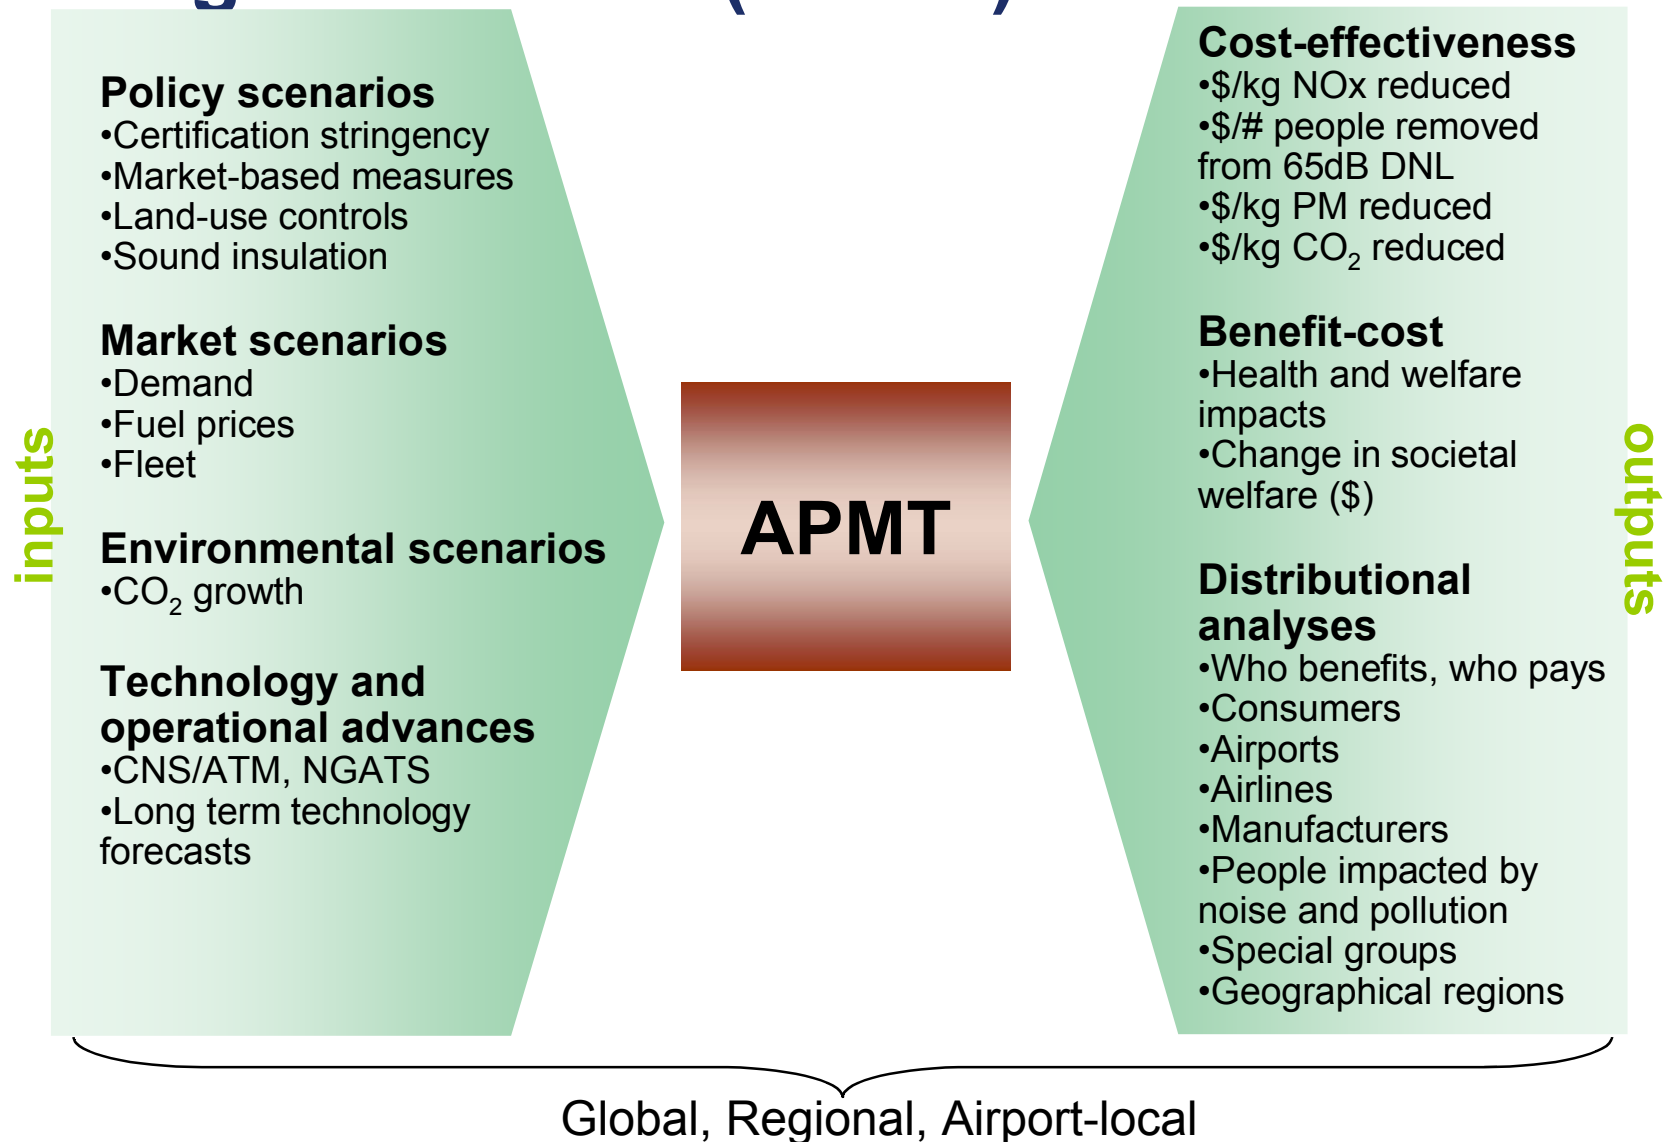 inputs
Policy scenarios
•Certification stringency
•Market-based measures
•Land-use controls
•Sound insulation
Market scenarios
•Demand
•Fuel prices
•Fleet
Environmental scenarios
•CO₂ growth
Technology and
operational advances
•CNS/ATM, NGATS
•Long term technology
forecasts
APMT
Cost-effectiveness
•$/kg NOx reduced
•$/# people removed
from 65dB DNL
•$/kg PM reduced
•$/kg CO₂ reduced
Benefit-cost
•Health and welfare
impacts
•Change in societal
welfare ($)
Distributional
analyses
•Who benefits, who pays
•Consumers
•Airports
•Airlines
•Manufacturers
•People impacted by
noise and pollution
•Special groups
•Geographical regions
outputs
Global, Regional, Airport-local